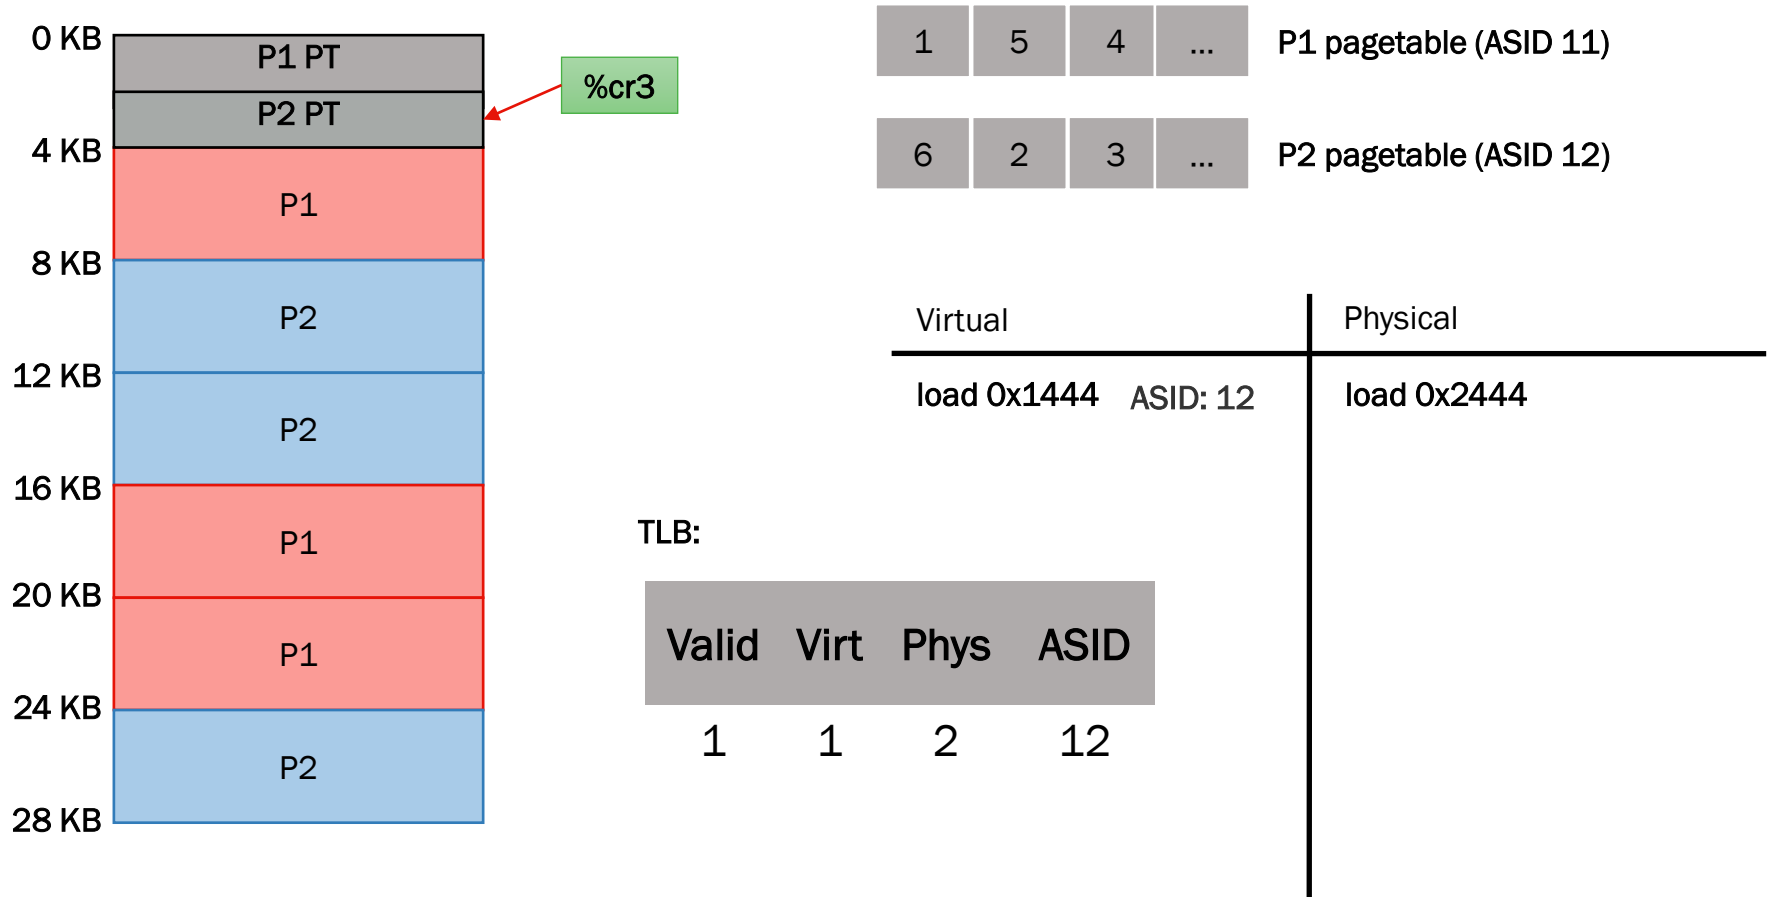 0 KB
P1 PT
P2 PT
%cr3
4 KB
P1
8 KB
P2
12 KB
P2
16 KB
P1
20 KB
P1
24 KB
P2
28 KB
1 5 4 ... P1 pagetable (ASID 11)
6 2 3 ... P2 pagetable (ASID 12)
Virtual Physical
load 0x1444 ASID: 12 load 0x2444
TLB:
Valid Virt Phys ASID
1 1 2 12